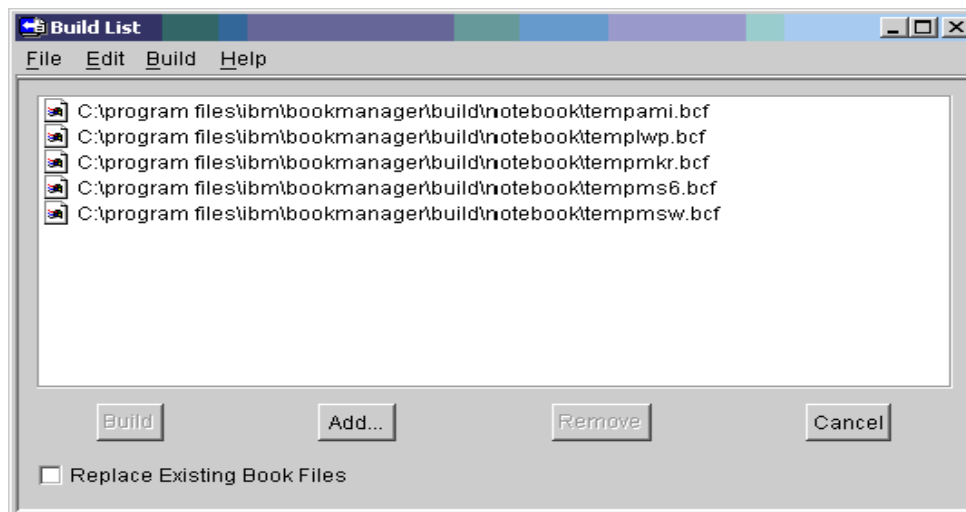 Build List
File Edit Build Help
C:\program files\ibm\bookmanager\build\notebook\tempami.bcf
C:\program files\ibm\bookmanager\build\notebook\templwp.bcf
C:\program files\ibm\bookmanager\build\notebook\tempmkr.bcf
C:\program files\ibm\bookmanager\build\notebook\tempms6.bcf
C:\program files\ibm\bookmanager\build\notebook\tempmsw.bcf
Build Add... Remove Cancel
Replace Existing Book Files